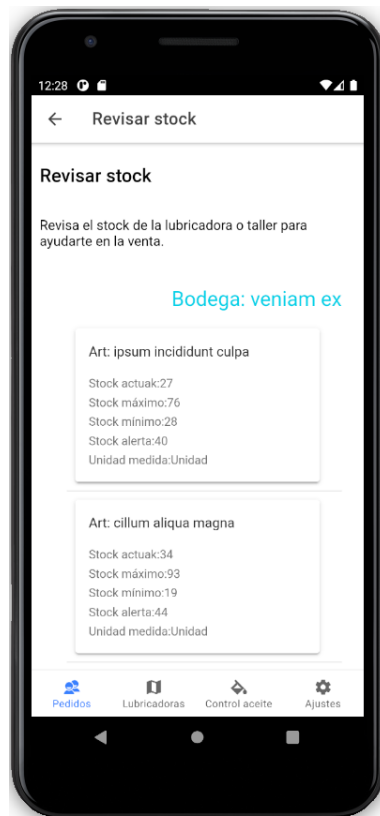 12:28
Revisar stock
Revisar stock
Revisa el stock de la lubricadora o taller para
ayudarte en la venta.
Bodega: veniam ex
Art: ipsum incididunt culpa
Stock actuak:27
Stock máximo:76
Stock mínimo:28
Stock alerta:40
Unidad medida:Unidad
Art: cillum aliqua magna
Stock actuak:34
Stock máximo:93
Stock mínimo:19
Stock alerta:44
Unidad medida:Unidad
Pedidos Lubricadoras Control aceite Ajustes